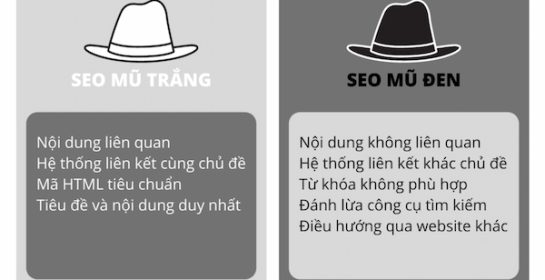 SEO MŨ TRẮNG
Nội dung liên quan
Hệ thống liên kết cùng chủ đề
Mã HTML tiêu chuẩn
Tiêu đề và nội dung duy nhất
SEO MŨ ĐEN
Nội dung không liên quan
Hệ thống liên kết khác chủ đề
Từ khóa không phù hợp
Đánh lừa công cụ tìm kiếm
Điều hướng qua website khác